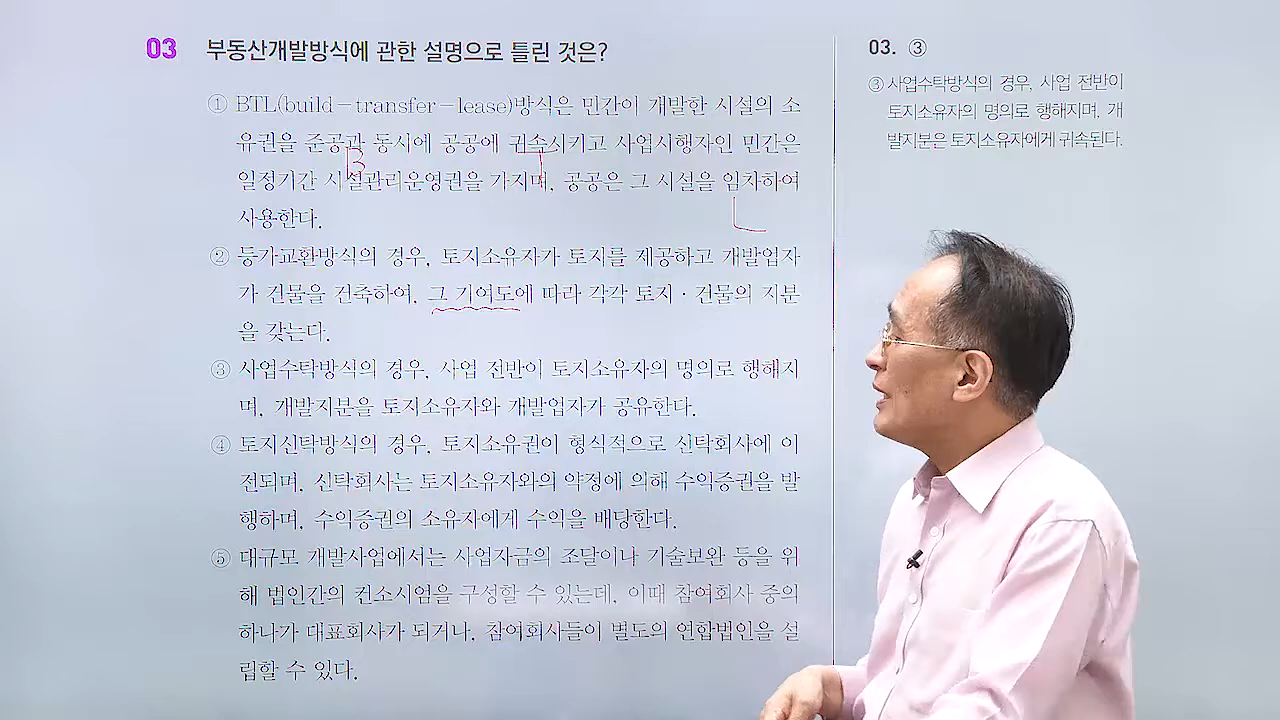 03 부동산개발방식에 관한 설명으로 틀린 것은?
① BTL(build-transfer-lease)방식은 민간이 개발한 시설의 소
유권을 준공과 동시에 공공에 귀속시키고 사업시행자인 민간은
일정기간 시설관리운영권을 가지며, 공공은 그 시설을 임차하여
사용한다.
② 등가교환방식의 경우, 토지소유자가 토지를 제공하고 개발업자
가 건물을 건축하여, 그 기여도에 따라 각각 토지·건물의 지분
을 갖는다.
③ 사업수탁방식의 경우, 사업 전반이 토지소유자의 명의로 행해지
며, 개발지분을 토지소유자와 개발업자가 공유한다.
④ 토지신탁방식의 경우, 토지소유권이 형식적으로 신탁회사에 이
전되며, 신탁회사는 토지소유자와의 약정에 의해 수익증권을 발
행하며, 수익증권의 소유자에게 수익을 배당한다.
⑤ 대규모 개발사업에서는 사업자금의 조달이나 기술보완 등을 위
해 법인간의 컨소시엄을 구성할 수 있는데, 이때 참여회사 중의
하나가 대표회사가 되거나, 참여회사들이 별도의 연합법인을 설
립할 수 있다.
03. ③
③ 사업수탁방식의 경우, 사업 전반이
토지소유자의 명의로 행해지며, 개
발지분은 토지소유자에게 귀속된다.
B
T
L